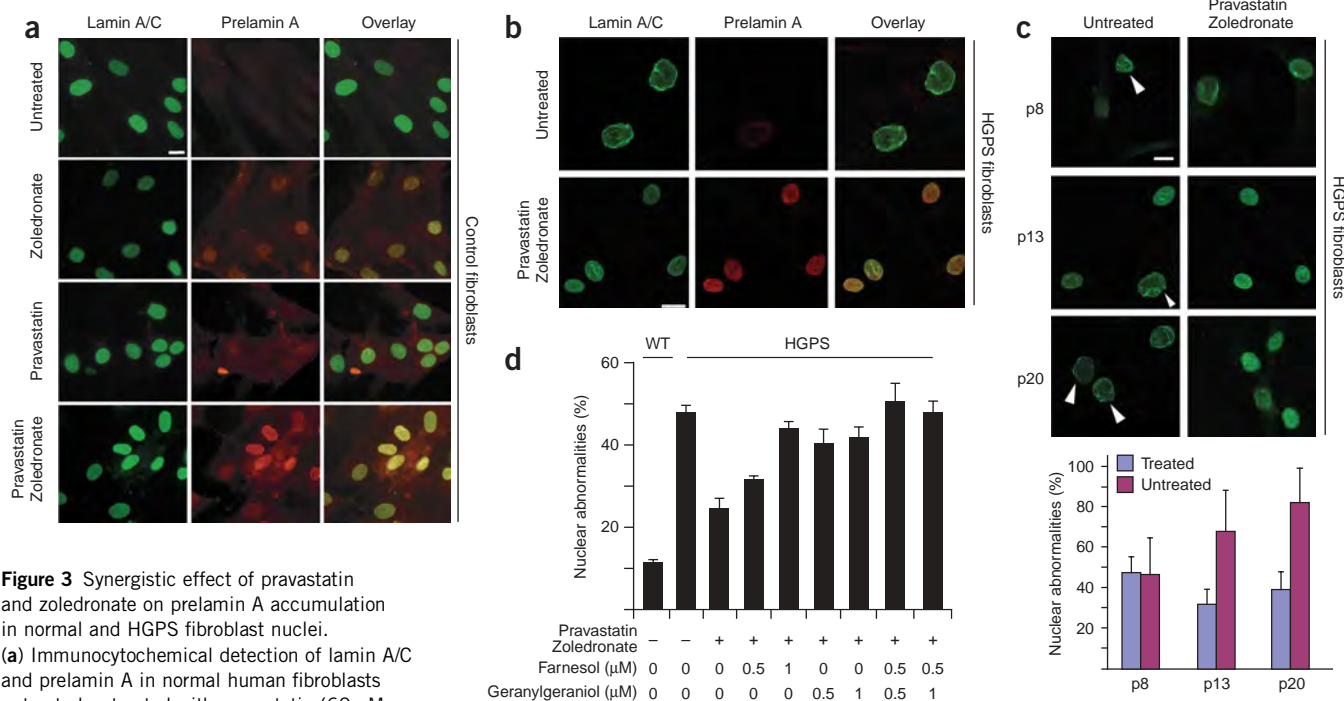 a
Lamin A/C Prelamin A Overlay
Untreated
Zoledronate
Pravastatin
Pravastatin
Zoledronate
Control fibroblasts
b
Lamin A/C Prelamin A Overlay
Untreated
Pravastatin
Zoledronate
HGPS fibroblasts
c
Untreated
Pravastatin
Zoledronate
p8
p13
p20
HGPS fibroblasts
Nuclear abnormalities (%)
100
80
60
40
20
Treated
Untreated
p8 p13 p20
d
WT HGPS
Nuclear abnormalities (%)
60
40
20
Pravastatin
Zoledronate
– – + + + + + + +
Farnesol (μM) 0 0 0 0.5 1 0 0 0.5 0.5
Geranylgeraniol (μM) 0 0 0 0 0 0.5 1 0.5 1
Figure 3 Synergistic effect of pravastatin
and zoledronate on prelamin A accumulation
in normal and HGPS fibroblast nuclei.
(a) Immunocytochemical detection of lamin A/C
and prelamin A in normal human fibroblasts